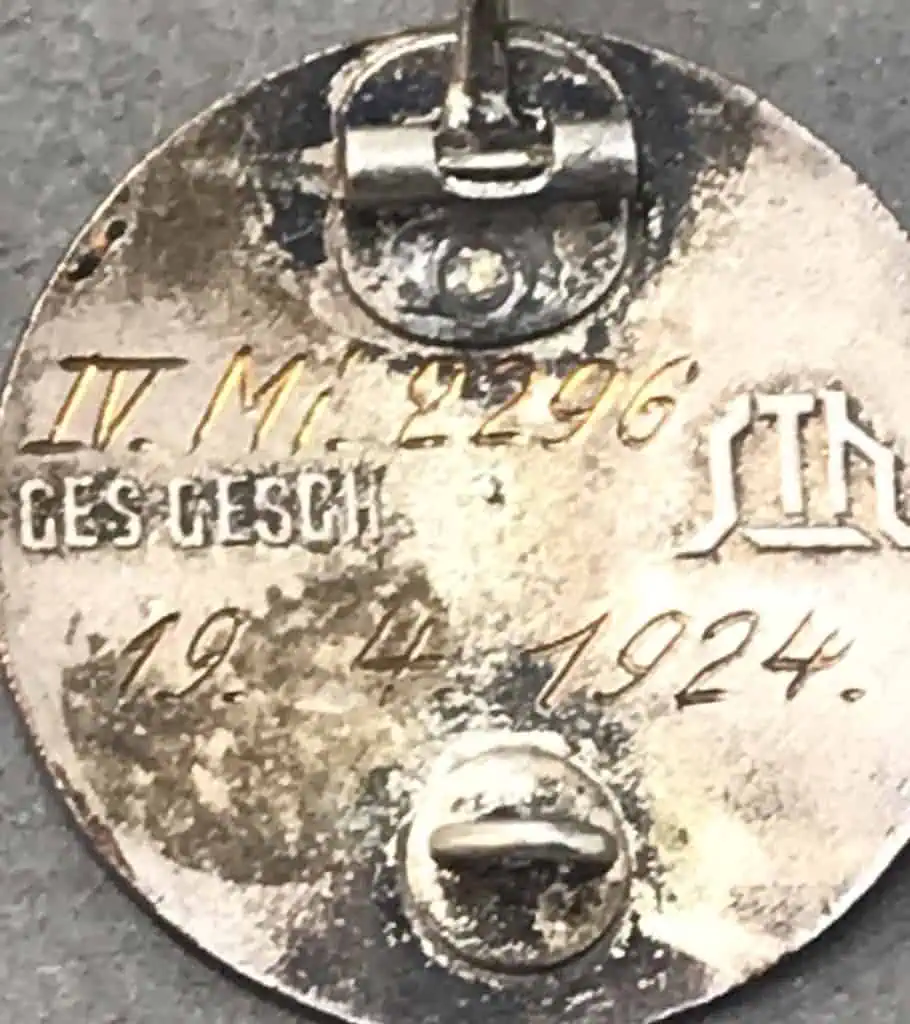 IV. Mi. 2296
GES GESCH STh
19. 4. 1924.